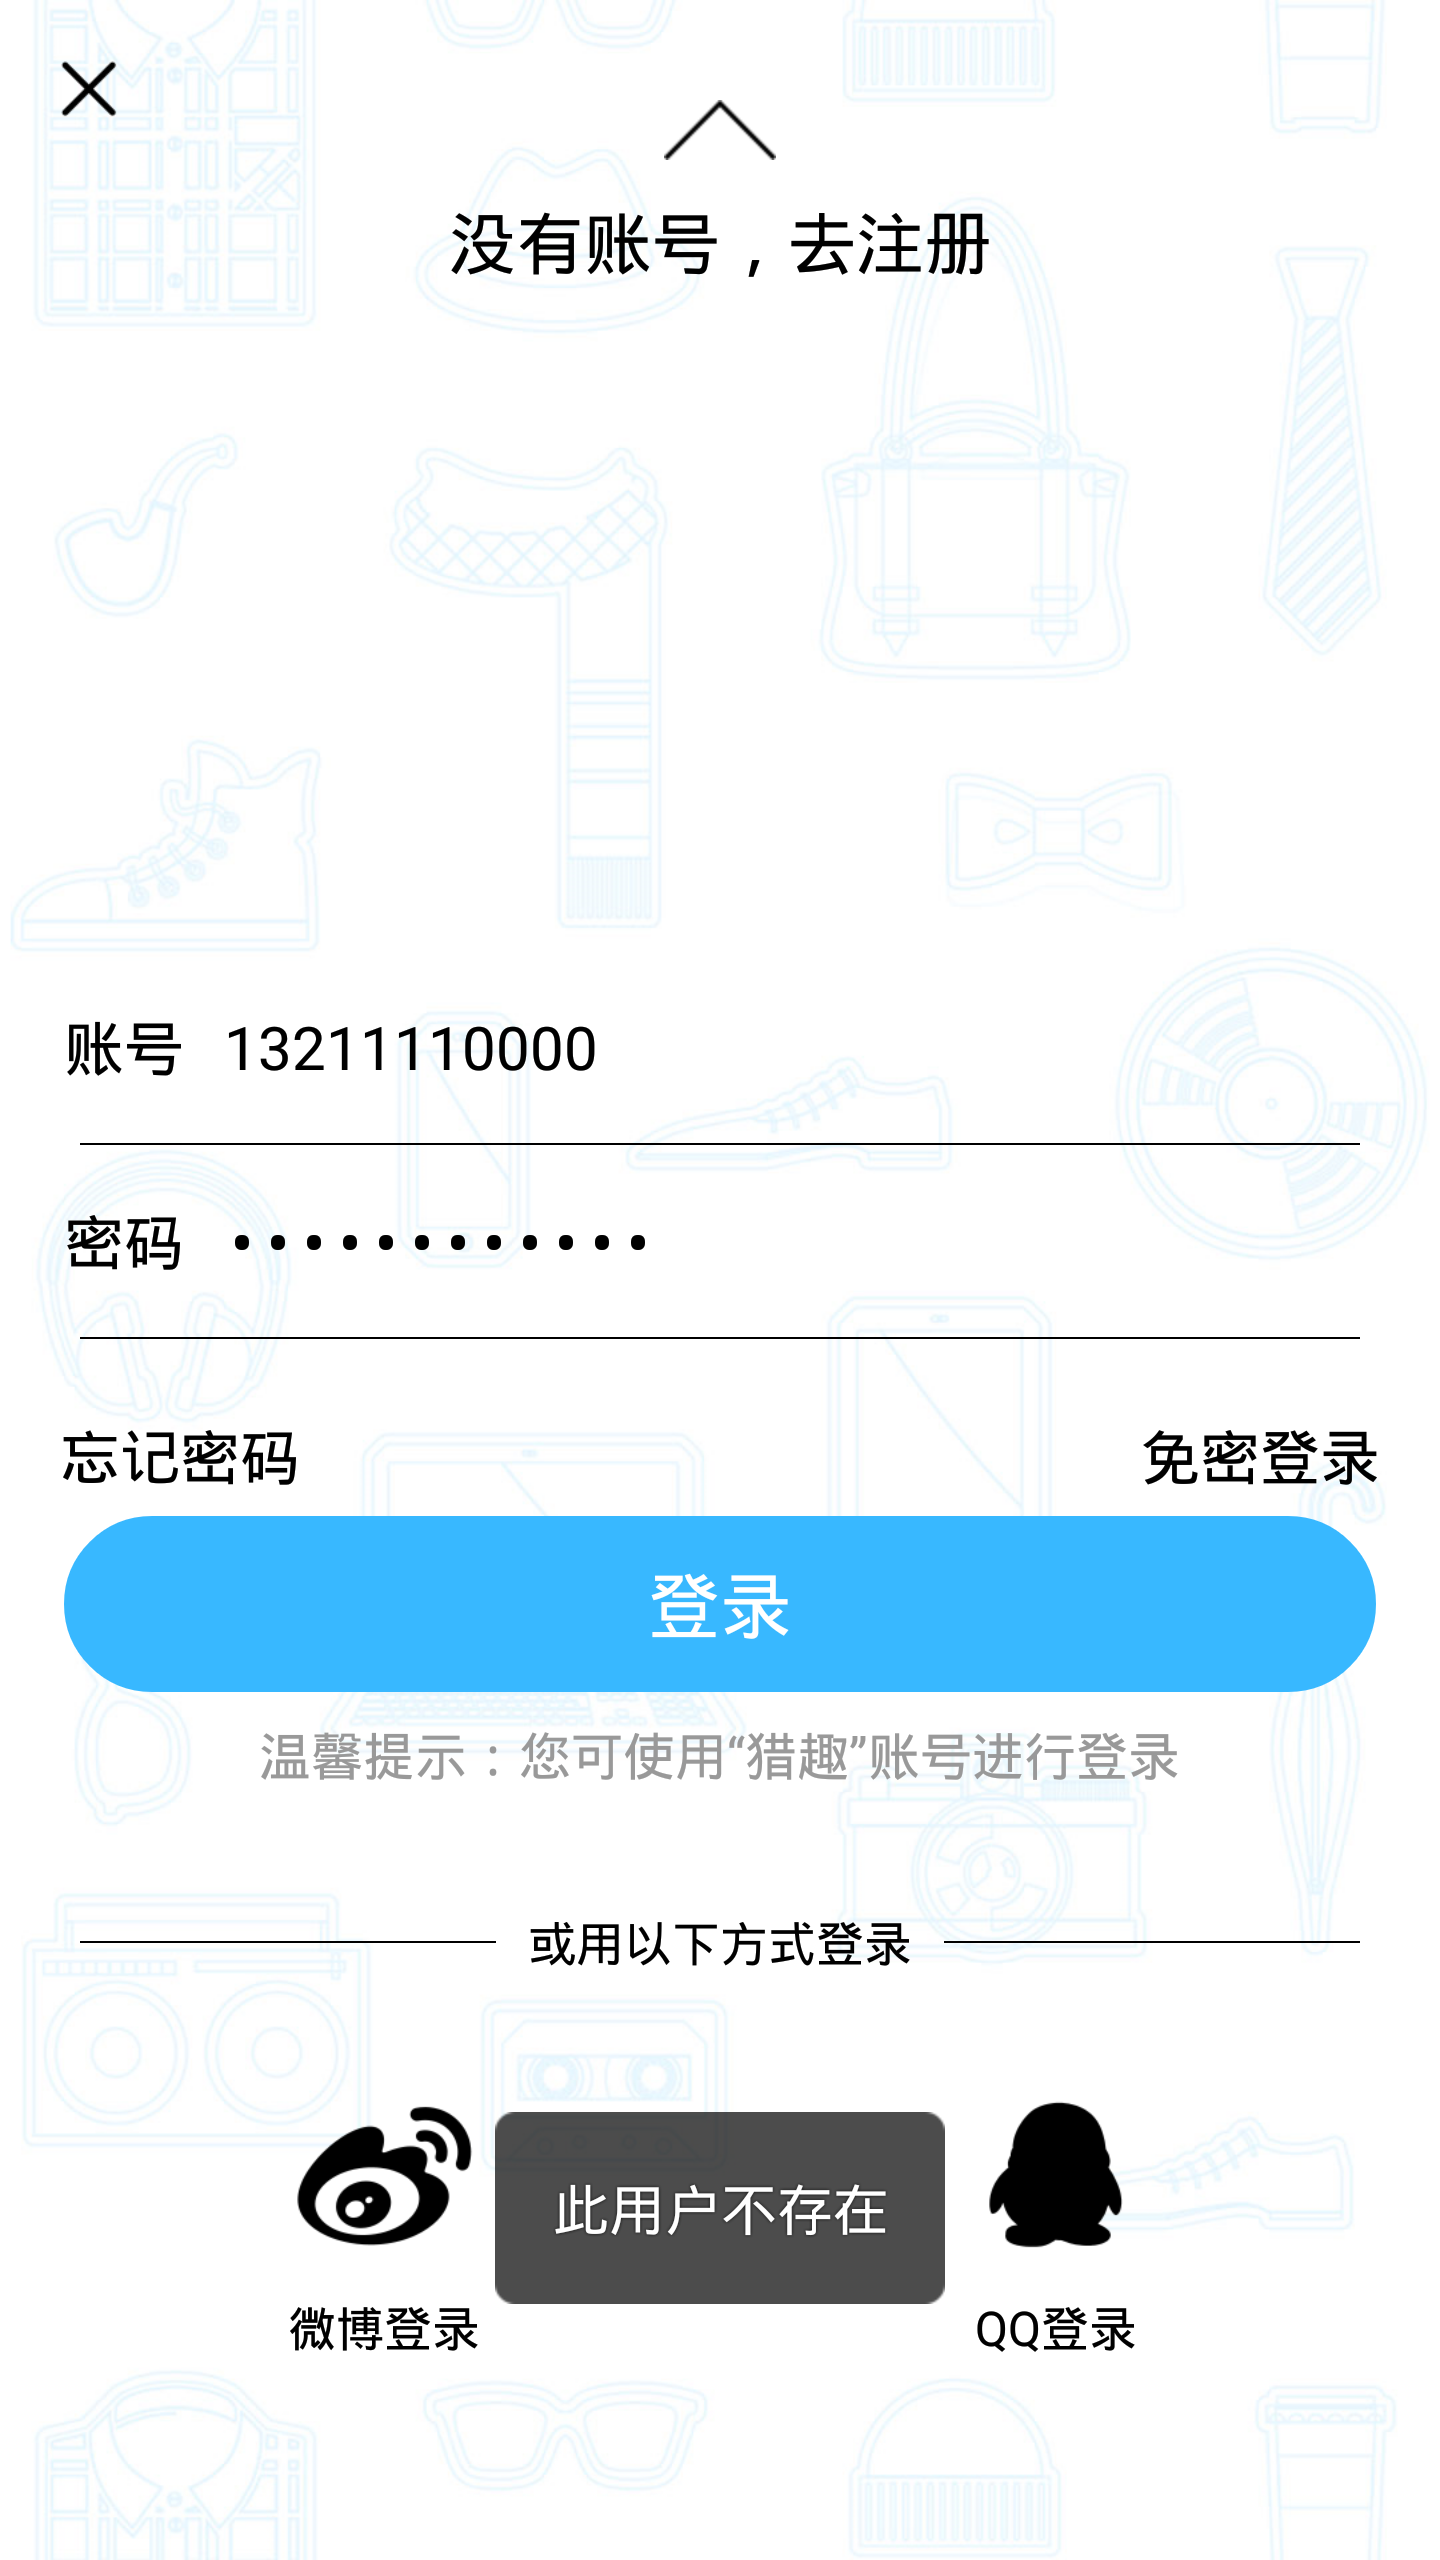 没有账号，去注册
账号 13211110000
密码 ••••••••••••
忘记密码 免密登录
登录
温馨提示：您可使用“猎趣”账号进行登录
或用以下方式登录
此用户不存在
微博登录 QQ登录